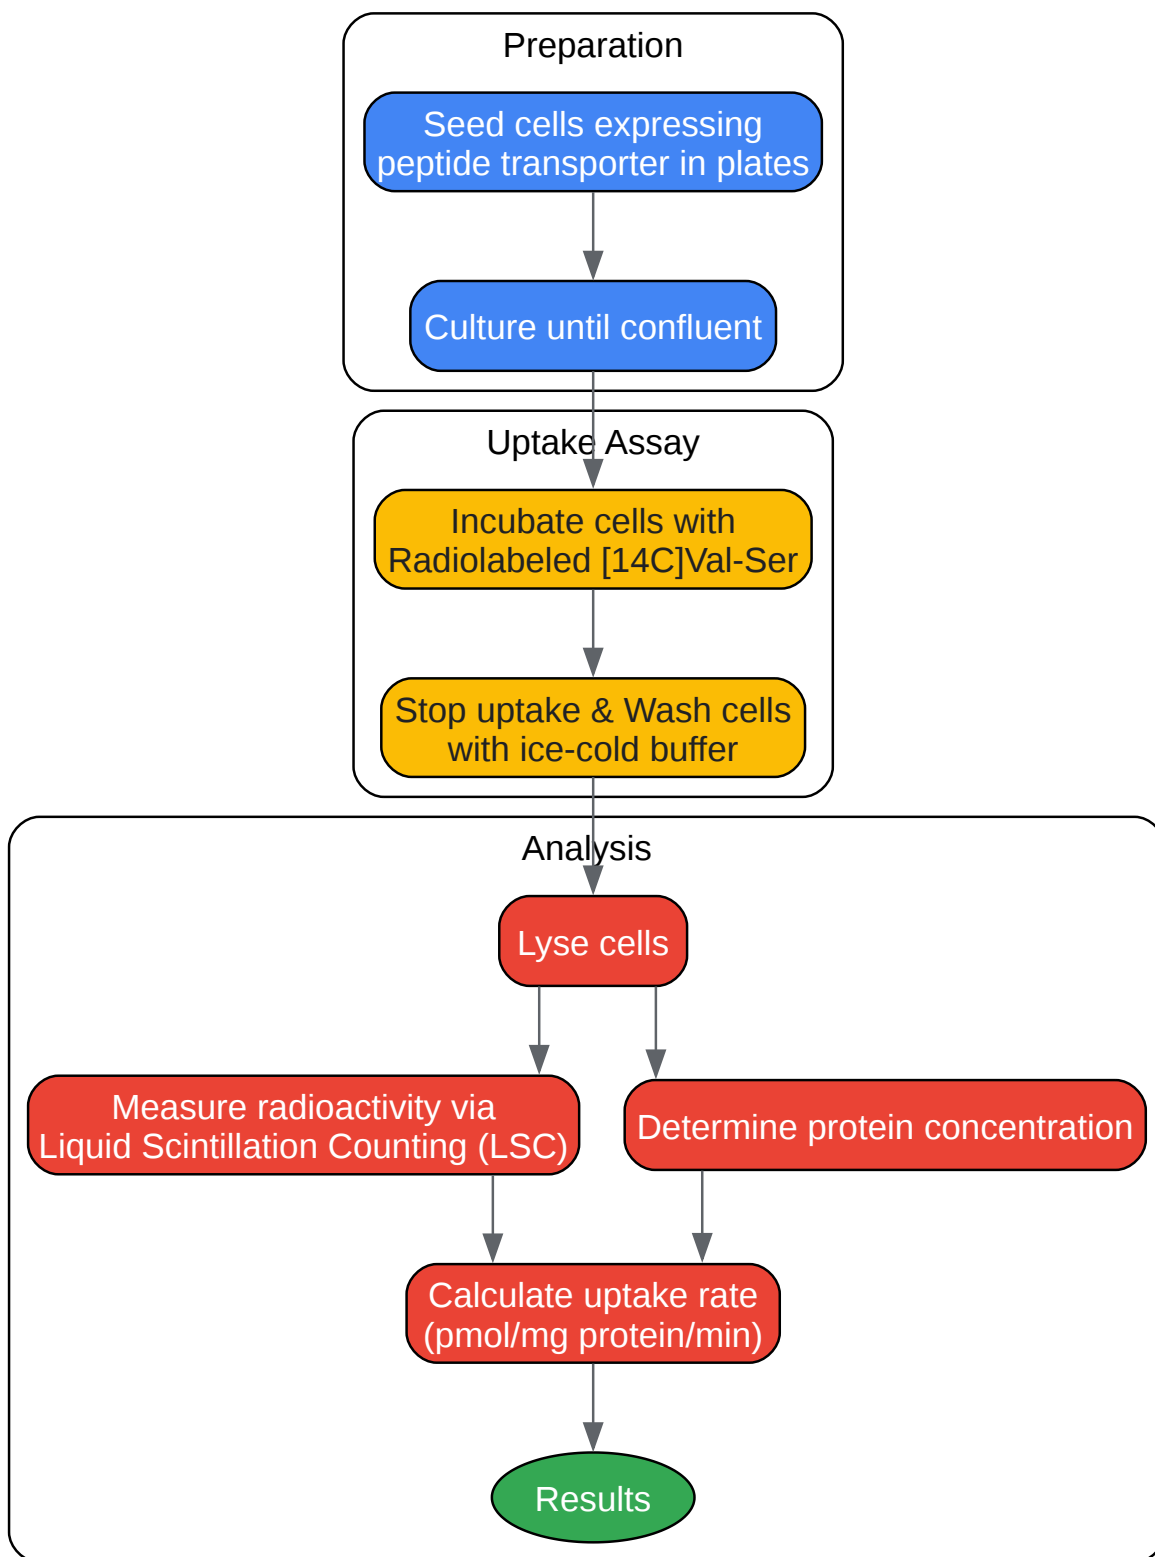 Preparation
Seed cells expressing
peptide transporter in plates
Culture until confluent
Uptake Assay
Incubate cells with
Radiolabeled [14C]Val-Ser
Stop uptake & Wash cells
with ice-cold buffer
Analysis
Lyse cells
Measure radioactivity via
Liquid Scintillation Counting (LSC)
Determine protein concentration
Calculate uptake rate
(pmol/mg protein/min)
Results